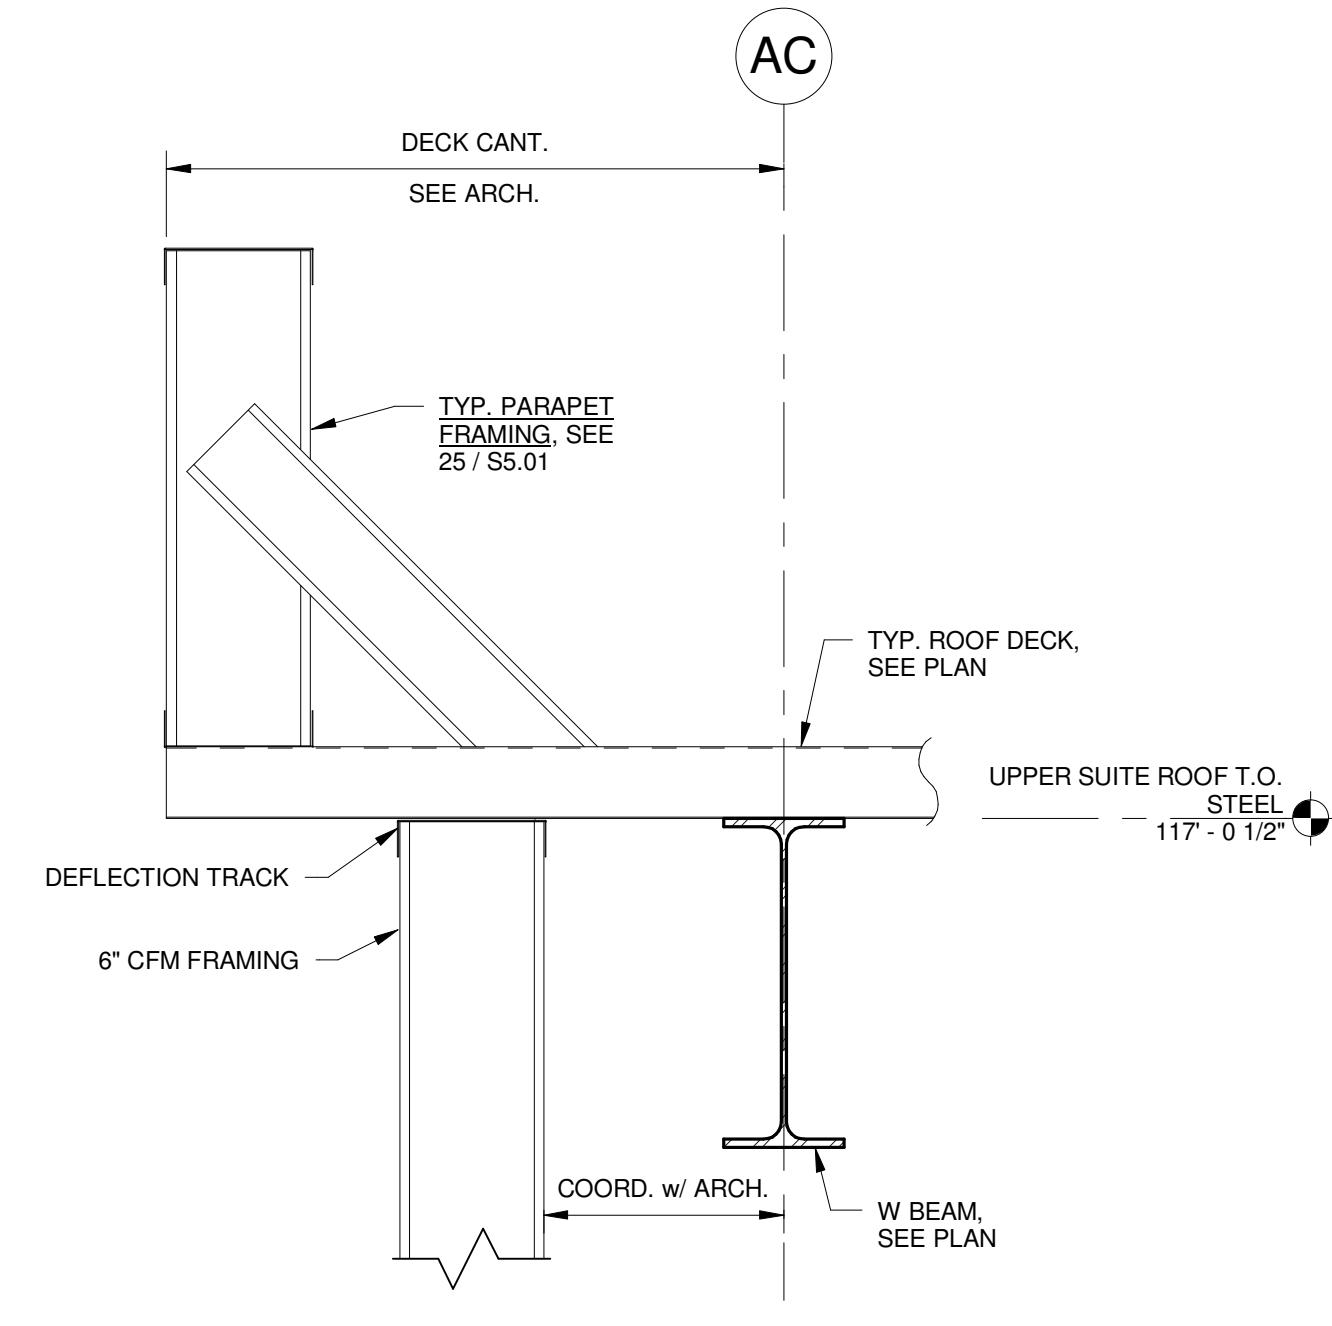 AC
DECK CANT.
SEE ARCH.
TYP. PARAPET
FRAMING, SEE
25 / S5.01
TYP. ROOF DECK,
SEE PLAN
UPPER SUITE ROOF T.O.
STEEL
117' - 0 1/2"
DEFLECTION TRACK
6" CFM FRAMING
COORD. w/ ARCH.
W BEAM,
SEE PLAN